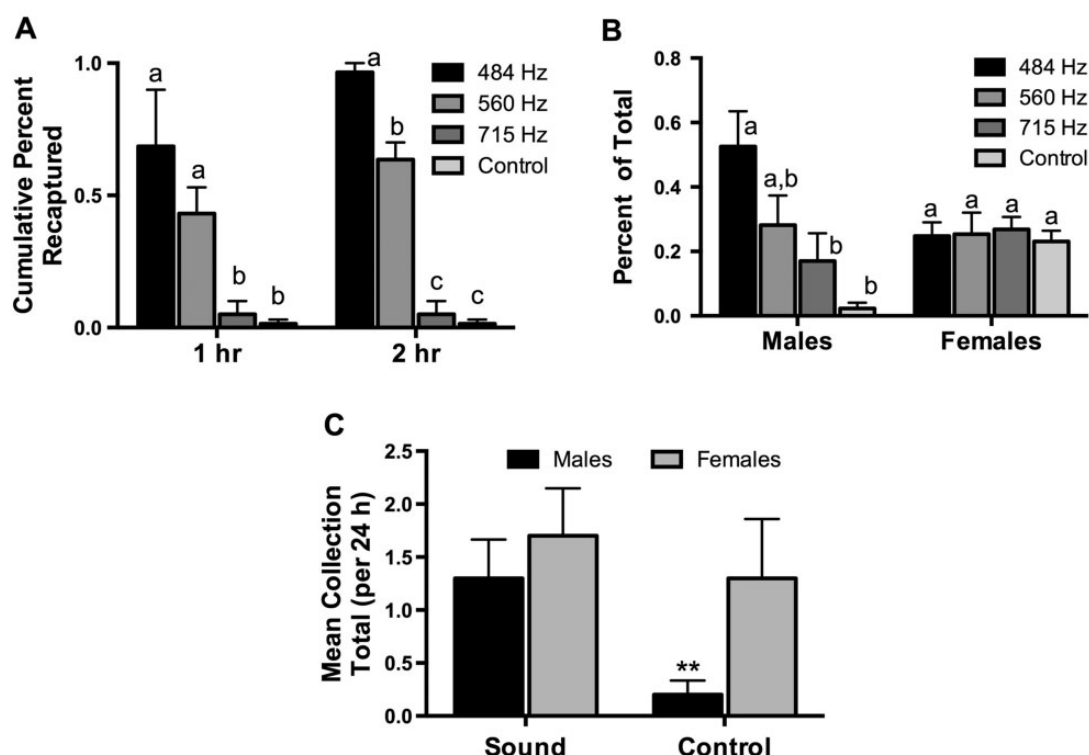 A
Cumulative Percent
Recaptured
1.0
0.5
0.0
a
a
b
b
a
b
c
c
484 Hz
560 Hz
715 Hz
Control
1 hr
2 hr
B
Percent of Total
0.8
0.6
0.4
0.2
0.0
a
a,b
b
b
a
a
a
a
484 Hz
560 Hz
715 Hz
Control
Males
Females
C
Mean Collection
Total (per 24 h)
2.5
2.0
1.5
1.0
0.5
0.0
Males
Females
**
Sound
Control